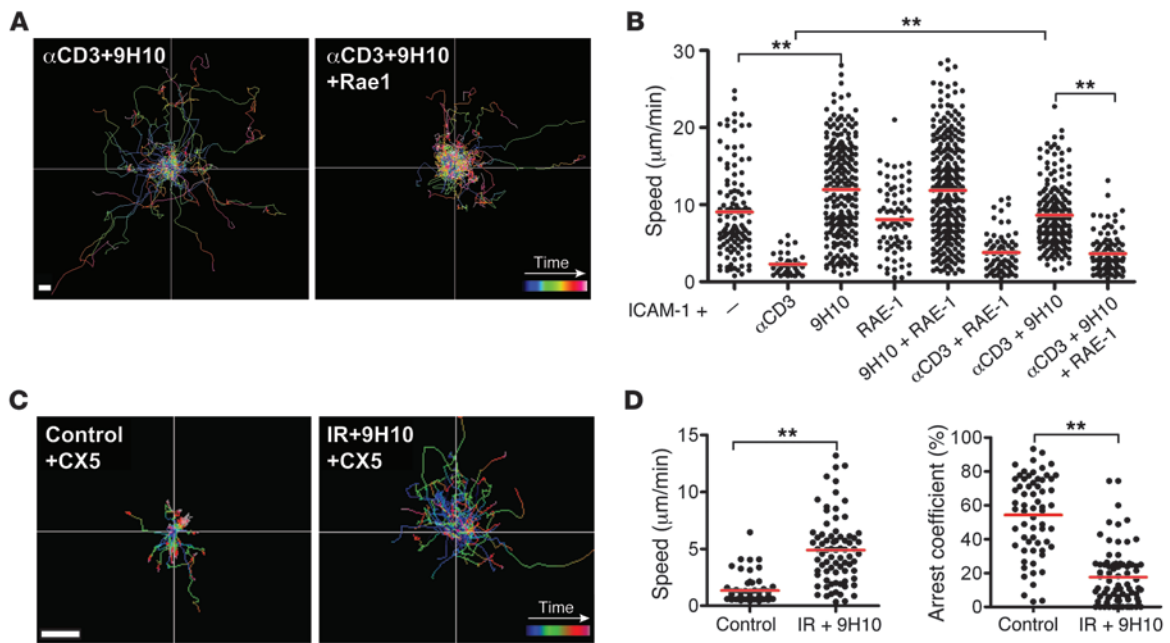 A
αCD3+9H10
αCD3+9H10
+Rae1
Time
B
**
**
**
Speed (μm/min)
30
20
10
0
ICAM-1 +
–
αCD3
9H10
RAE-1
9H10 + RAE-1
αCD3 + RAE-1
αCD3 + 9H10
αCD3 + 9H10
+ RAE-1
C
Control
+CX5
IR+9H10
+CX5
Time
D
**
Speed (μm/min)
15
10
5
0
Control
IR + 9H10
**
Arrest coefficient (%)
100
80
60
40
20
0
Control
IR + 9H10